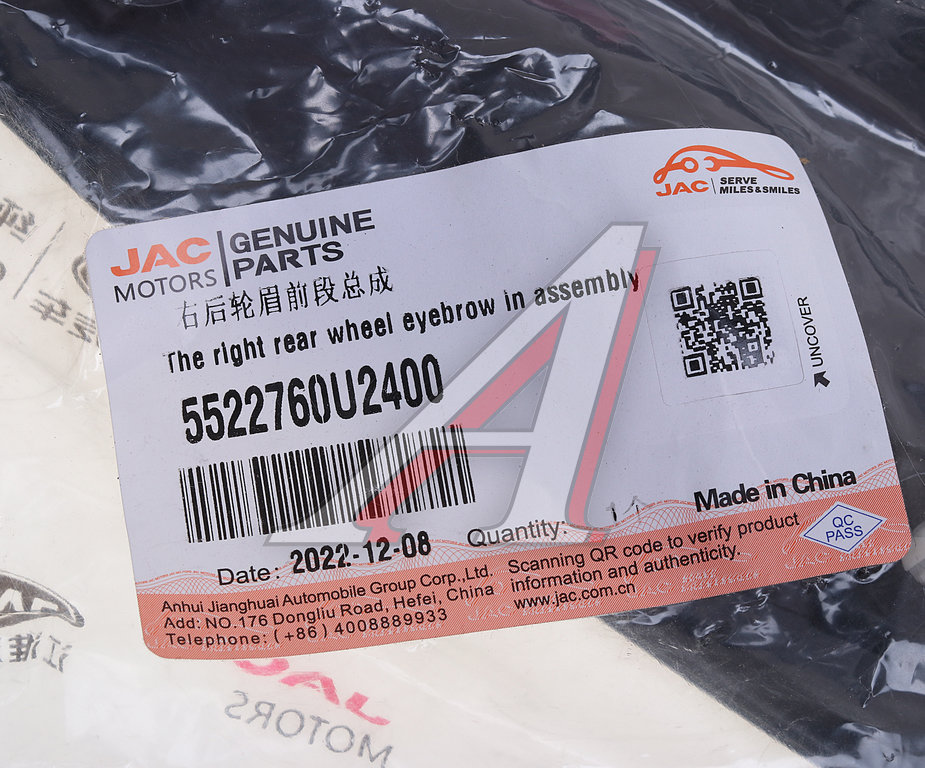 JAC
MOTORS
GENUINE
PARTS
JAC
SERVE
MILES&SMILES
右后轮眉前段总成
The right rear wheel eyebrow in assembly
5522760U2400
UNCOVER
Made in China
Date: 2022-12-08
Quantity: 1个
QC
PASS
Anhui Jianghuai Automobile Group Corp.,Ltd.
Add: NO.176 Dongliu Road, Hefei, China
Telephone: (+86) 4008889933
Scanning QR code to verify product
information and authenticity.
www.jac.com.cn
JAC
MOTORS
江淮